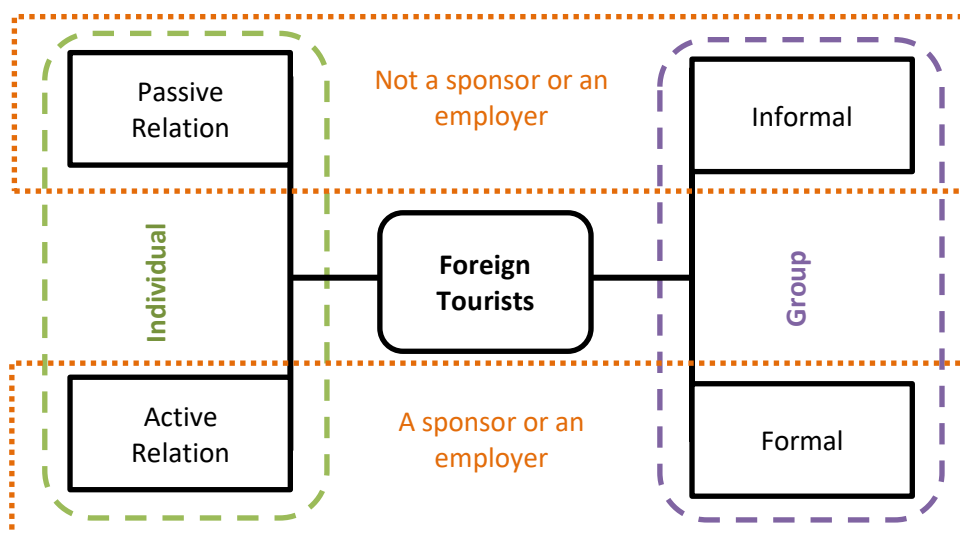 Passive
Relation
Not a sponsor or an
employer
Informal
Individual
Foreign
Tourists
Group
Active
Relation
A sponsor or an
employer
Formal